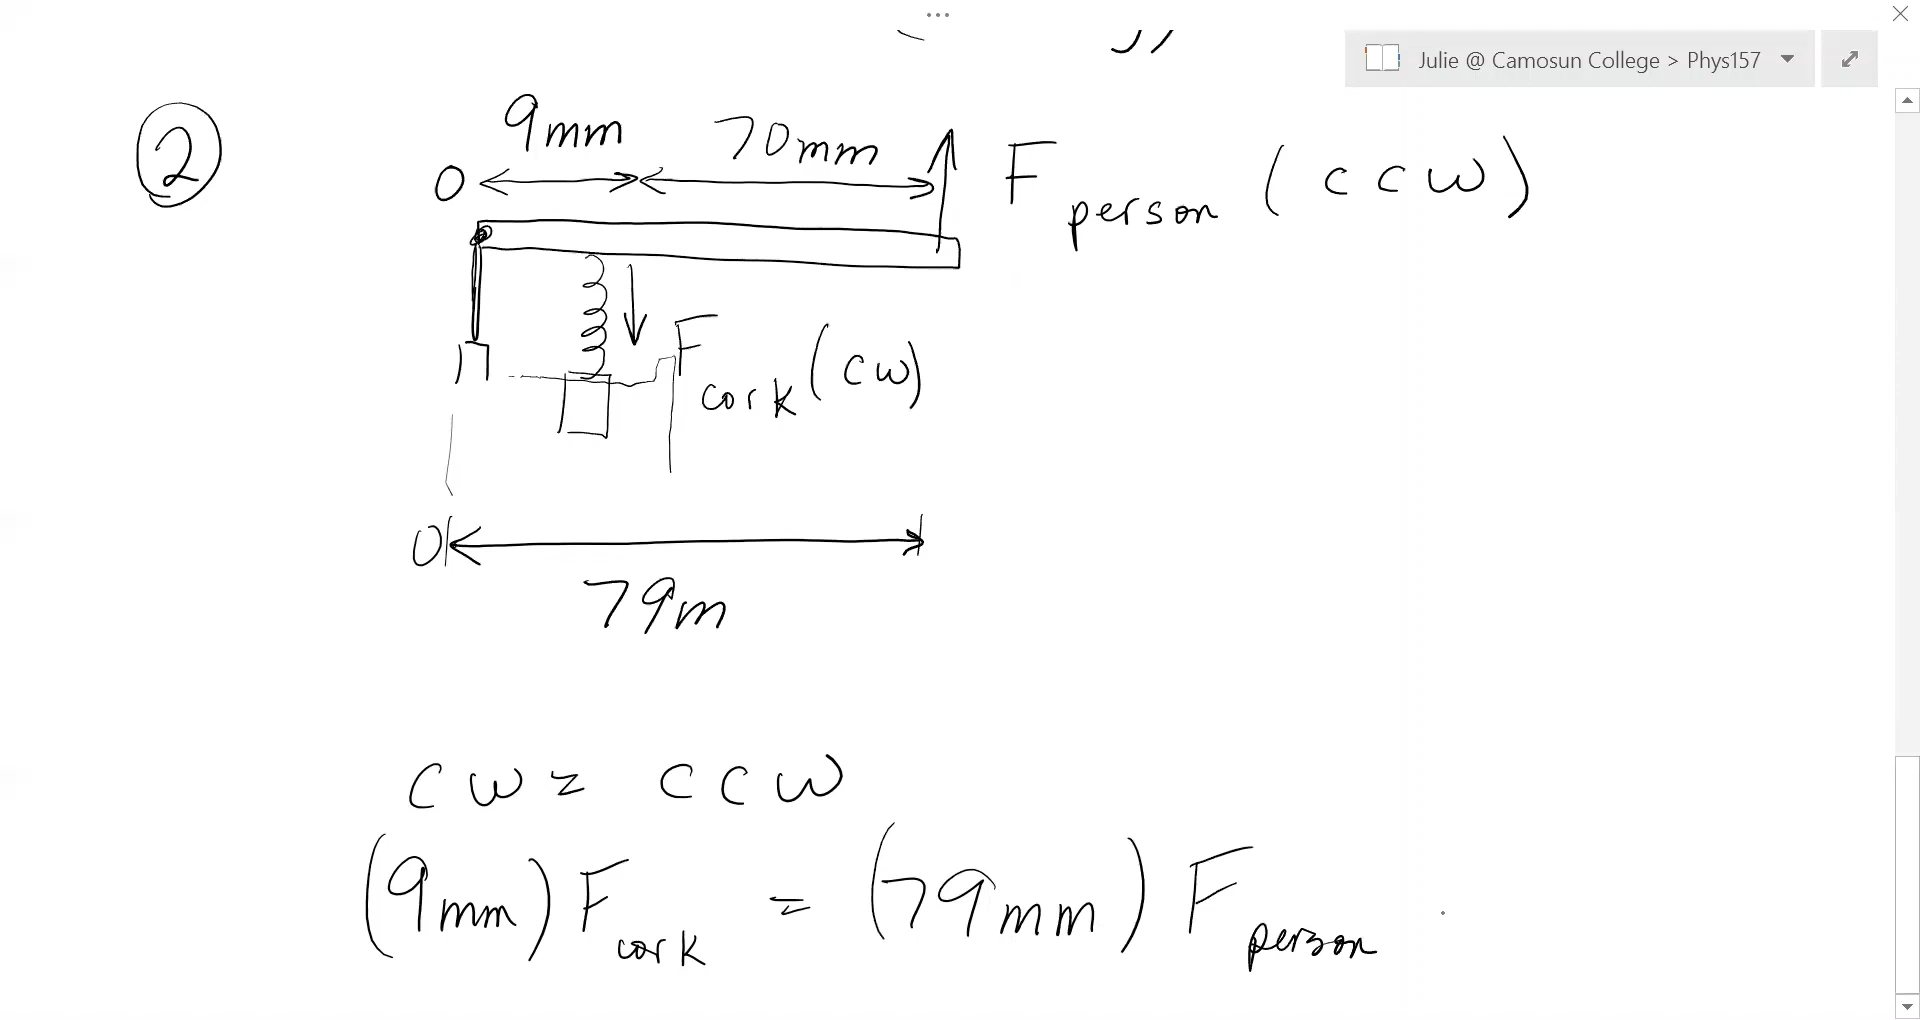 Julie @ Camosun College > Phys157
②
9mm 70mm
0
F person (ccw)
F cork (cw)
0
79m
cw = ccw
(9mm) F cork = (79mm) F person